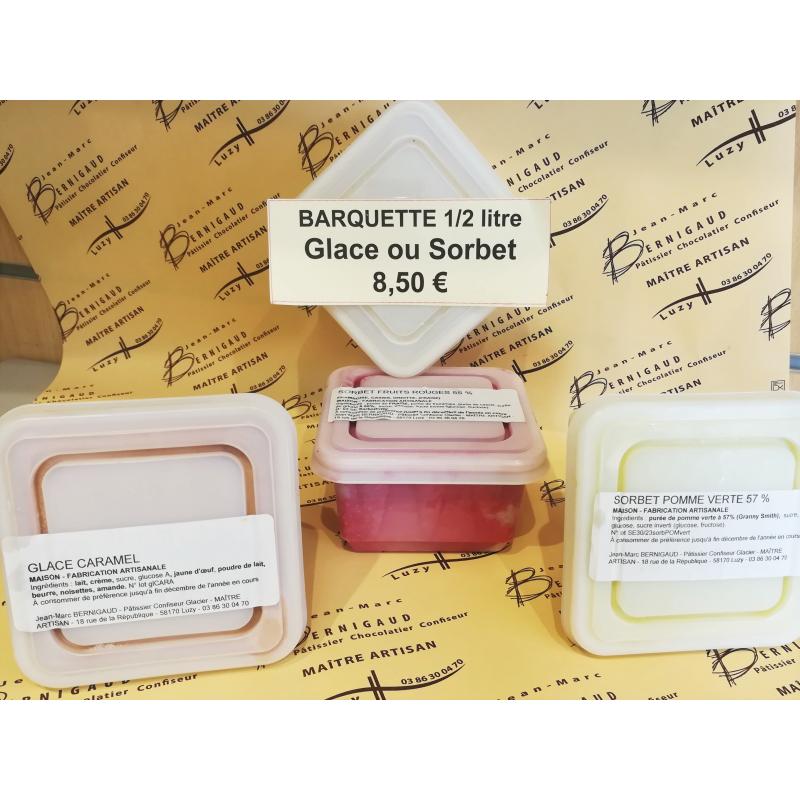 BARQUETTE 1/2 litre
Glace ou Sorbet
8,50 €
SORBET FRUITS ROUGES 55 %
MAISON - FABRICATION ARTISANALE
GLACE CARAMEL
MAISON - FABRICATION ARTISANALE
Ingrédients : lait, crème, sucre, glucose A, jaune d'œuf, poudre de lait,
beurre, noisettes, amande. N° lot glCARA
À consommer de préférence jusqu'à fin décembre de l'année en cours
Jean-Marc BERNIGAUD - Pâtissier Confiseur Glacier - MAÎTRE
ARTISAN - 18 rue de la République - 58170 Luzy - 03 86 30 04 70
SORBET POMME VERTE 57 %
MAISON - FABRICATION ARTISANALE
Ingrédients : purée de pomme verte à 57% (Granny Smith), sucre,
glucose, sucre inverti (glucose, fructose).
N° lot SE30/23sorbPOMvert
À consommer de préférence jusqu'à fin décembre de l'année en cours
Jean-Marc BERNIGAUD - Pâtissier Confiseur Glacier - MAÎTRE
ARTISAN - 18 rue de la République - 58170 Luzy
Jean-Marc
BERNIGAUD
Pâtissier Chocolatier Confiseur
MAÎTRE ARTISAN
Luzy 03 86 30 04 70